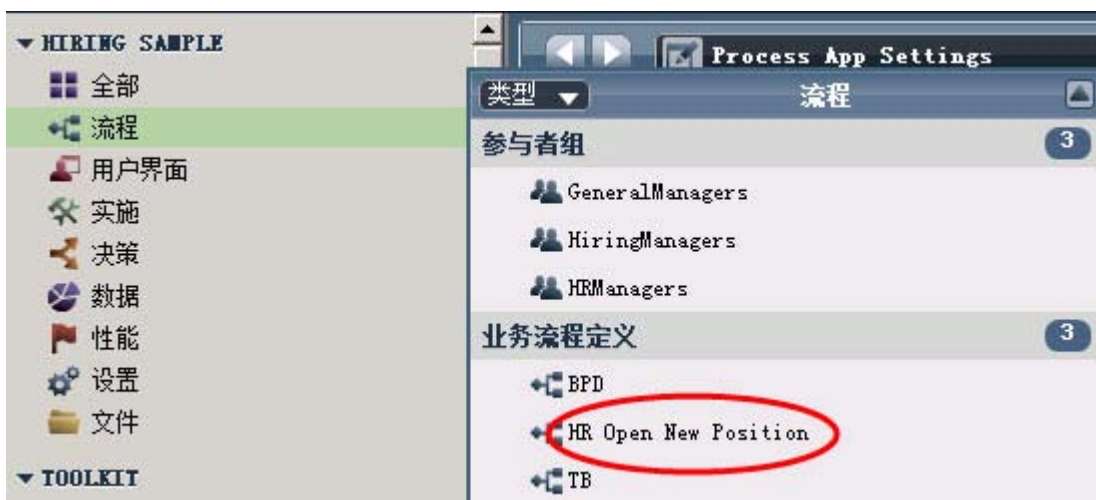 HIRING SAMPLE
全部
流程
用户界面
实施
决策
数据
性能
设置
文件
TOOLKIT
Process App Settings
类型 流程
参与者组 3
GeneralManagers
HiringManagers
HRManagers
业务流程定义 3
BPD
HR Open New Position
TB